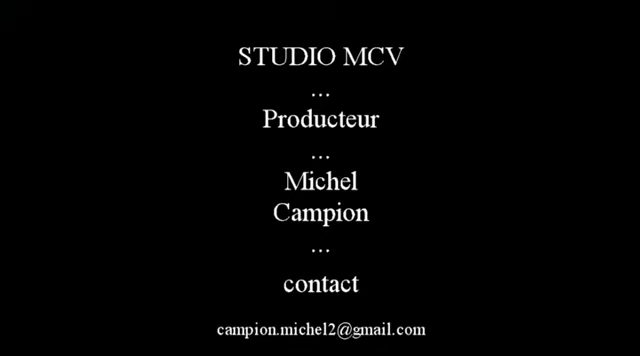 STUDIO MCV
...
Producteur
...
Michel
Campion
...
contact
campion.michel2@gmail.com